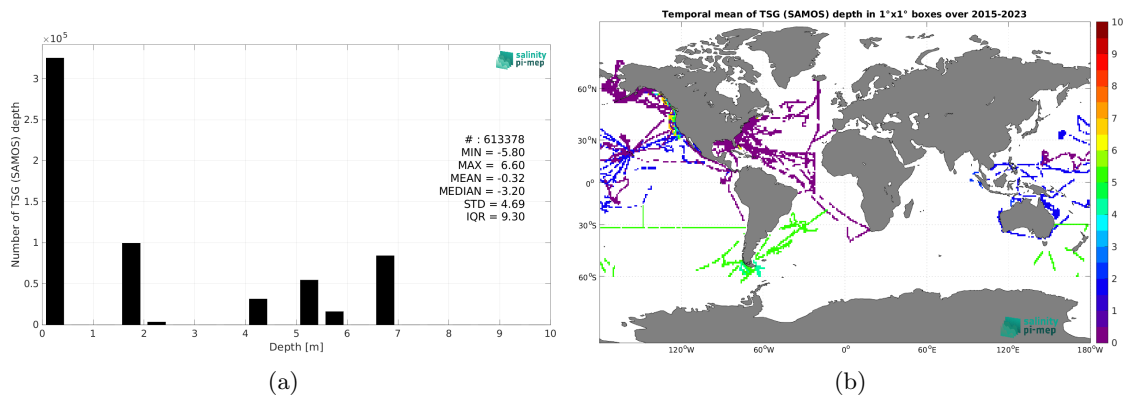 ×10⁵
salinity
pi-mep
Number of TSG (SAMOS) depth
3
2.5
2
1.5
1
0.5
0
# : 613378
MIN = -5.80
MAX = 6.60
MEAN = -0.32
MEDIAN = -3.20
STD = 4.69
IQR = 9.30
0 1 2 3 4 5 6 7 8 9 10
Depth [m]
(a)
Temporal mean of TSG (SAMOS) depth in 1°x1° boxes over 2015-2023
60°N
30°N
0°
30°S
60°S
120°W 60°W 0° 60°E 120°E 180°W
salinity
pi-mep
10
9
8
7
6
5
4
3
2
1
0
(b)